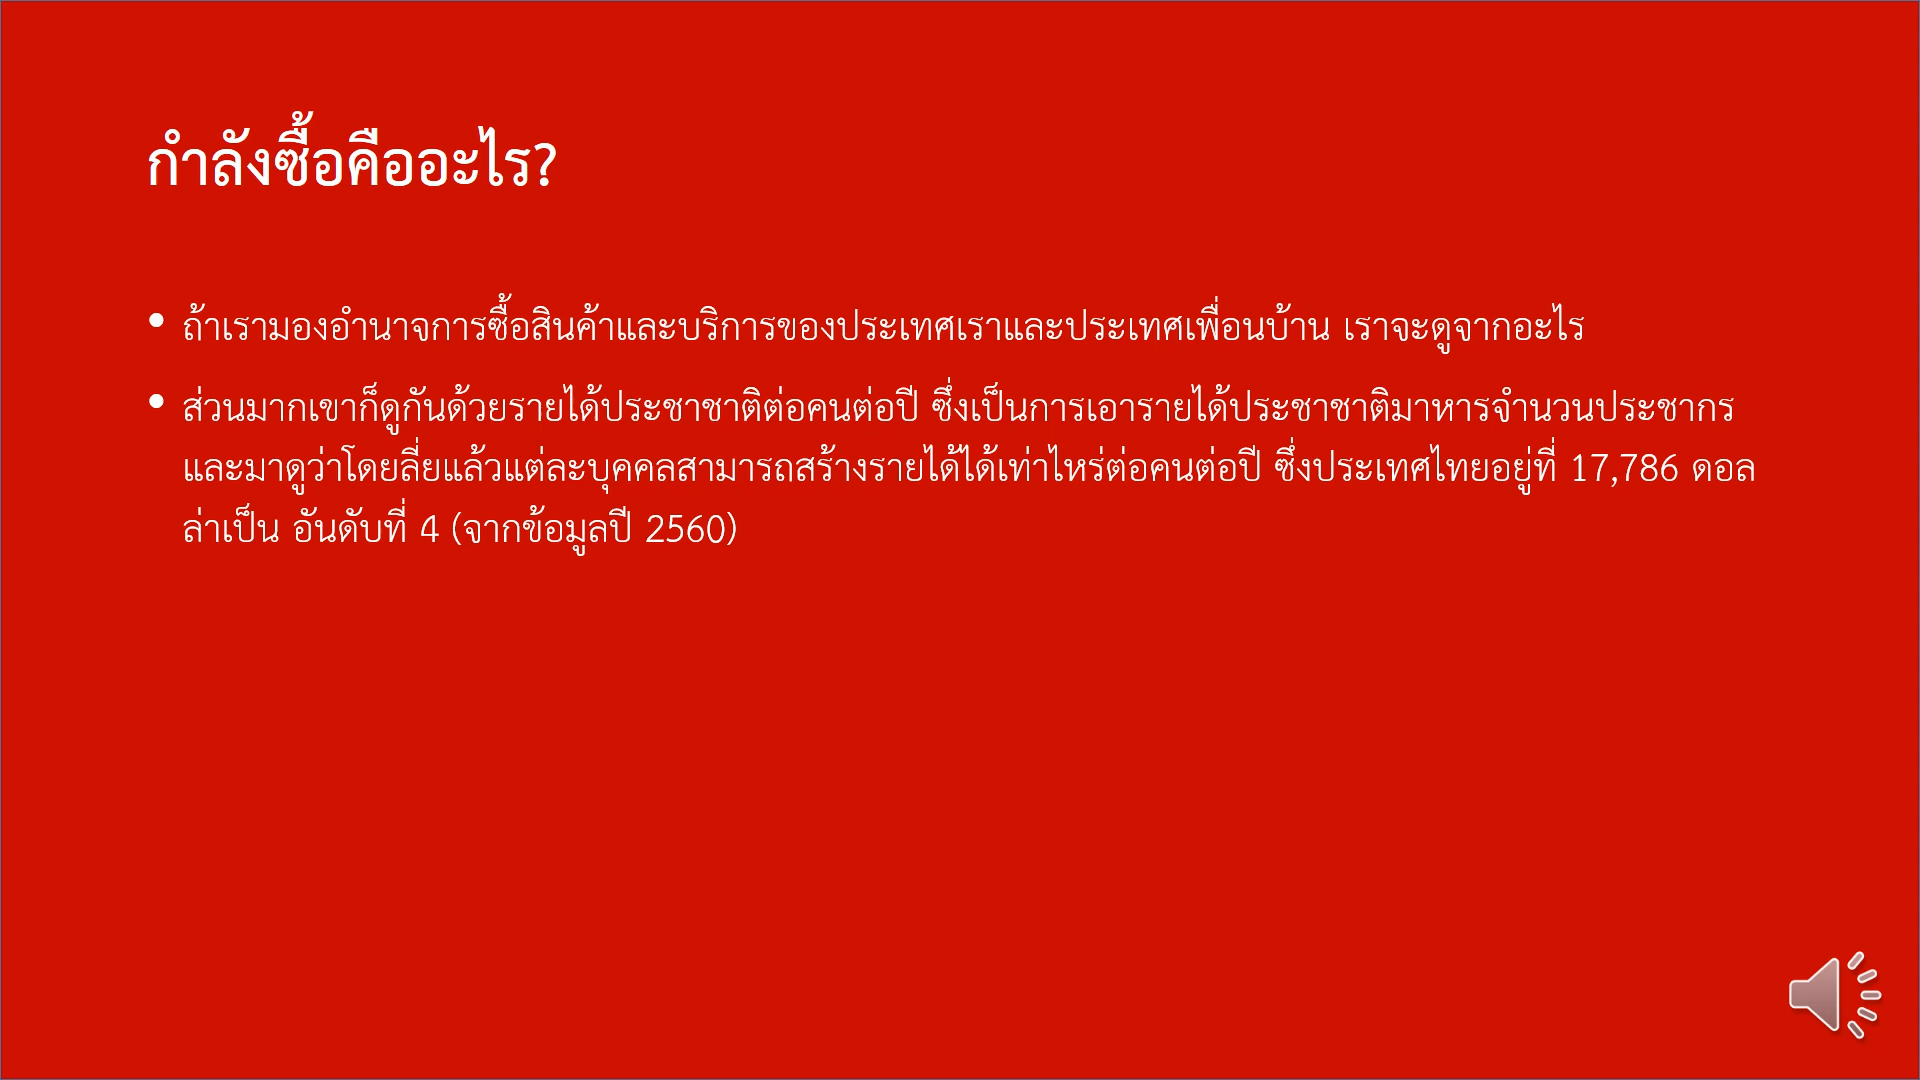 กำลังซื้อคืออะไร?
• ถ้าเรามองอำนาจการซื้อสินค้าและบริการของประเทศเราและประเทศเพื่อนบ้าน เราจะดูจากอะไร
• ส่วนมากเขาก็ดูกันด้วยรายได้ประชาชาติต่อคนต่อปี ซึ่งเป็นการเอารายได้ประชาชาติมาหารจำนวนประชากร
และมาดูว่าโดยลี่ยแล้วแต่ละบุคคลสามารถสร้างรายได้ได้เท่าไหร่ต่อคนต่อปี ซึ่งประเทศไทยอยู่ที่ 17,786 ดอล
ล่าเป็น อันดับที่ 4 (จากข้อมูลปี 2560)